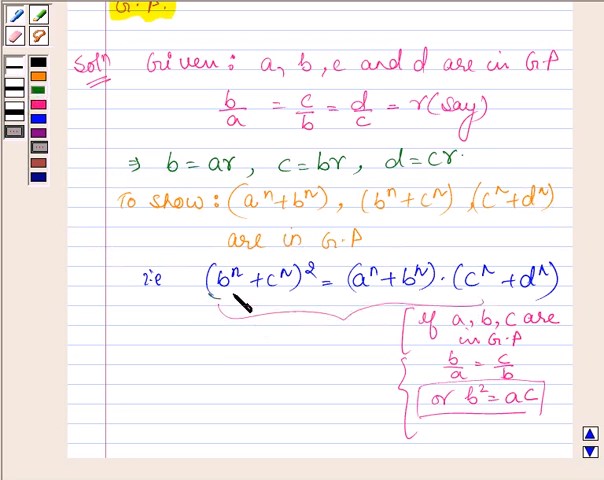 G.P.
Solⁿ Given: a, b, c and d are in G.P
b/a = c/b = d/c = r (say)
⇒ b = ar, c = br, d = cr.
To show: (aⁿ + bⁿ), (bⁿ + cⁿ), (cⁿ + dⁿ)
are in G.P
i.e (bⁿ + cⁿ)² = (aⁿ + bⁿ) · (cⁿ + dⁿ)
If a, b, c are
in G.P
b/a = c/b
or b² = ac